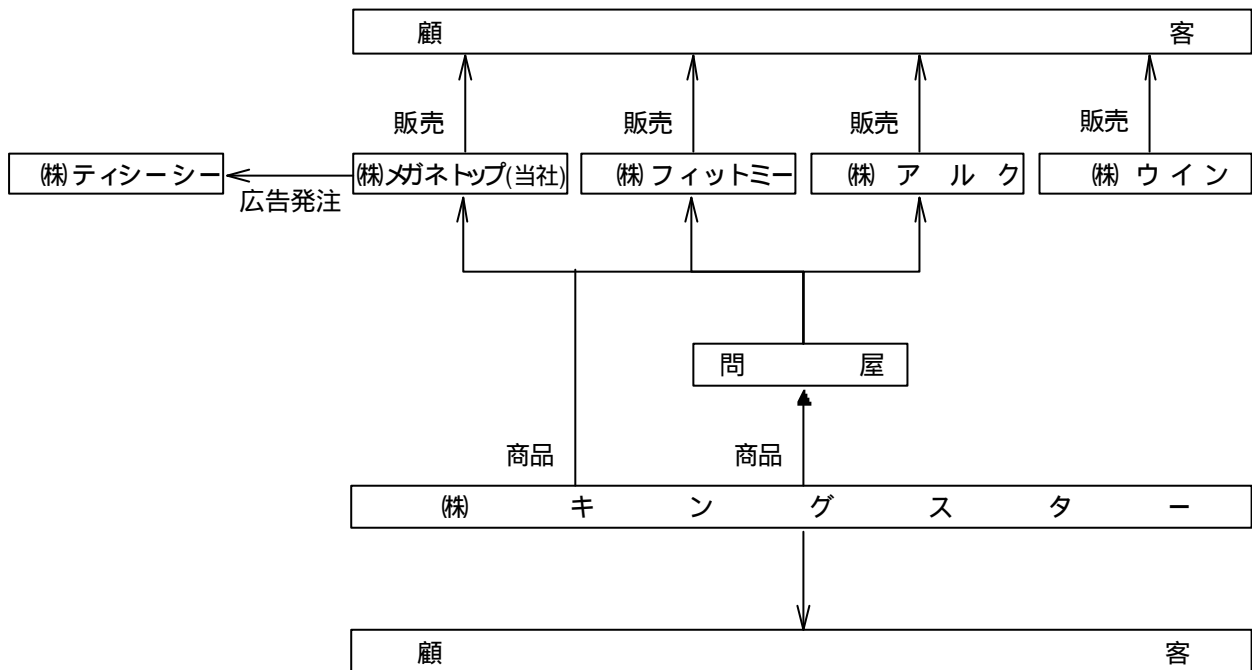 顧 客
販売 販売 販売 販売
㈱ティシーシー ㈱メガネトップ(当社) ㈱フィットミー ㈱アルク ㈱ウイン
広告発注
問 屋
商品 商品
㈱キングスター
顧 客